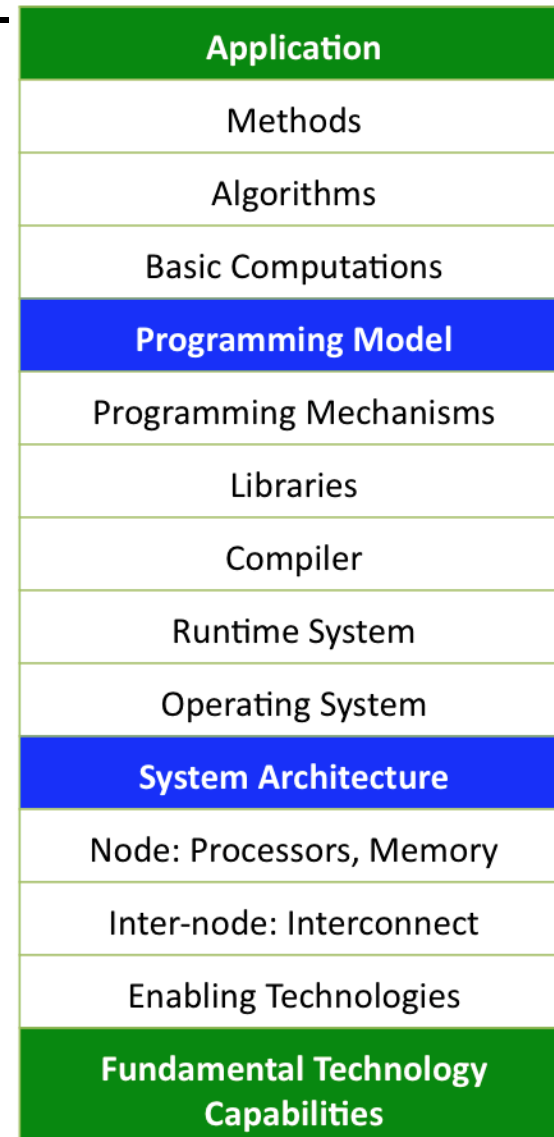 Application
Methods
Algorithms
Basic Computations
Programming Model
Programming Mechanisms
Libraries
Compiler
Runtime System
Operating System
System Architecture
Node: Processors, Memory
Inter-node: Interconnect
Enabling Technologies
Fundamental Technology
Capabilities